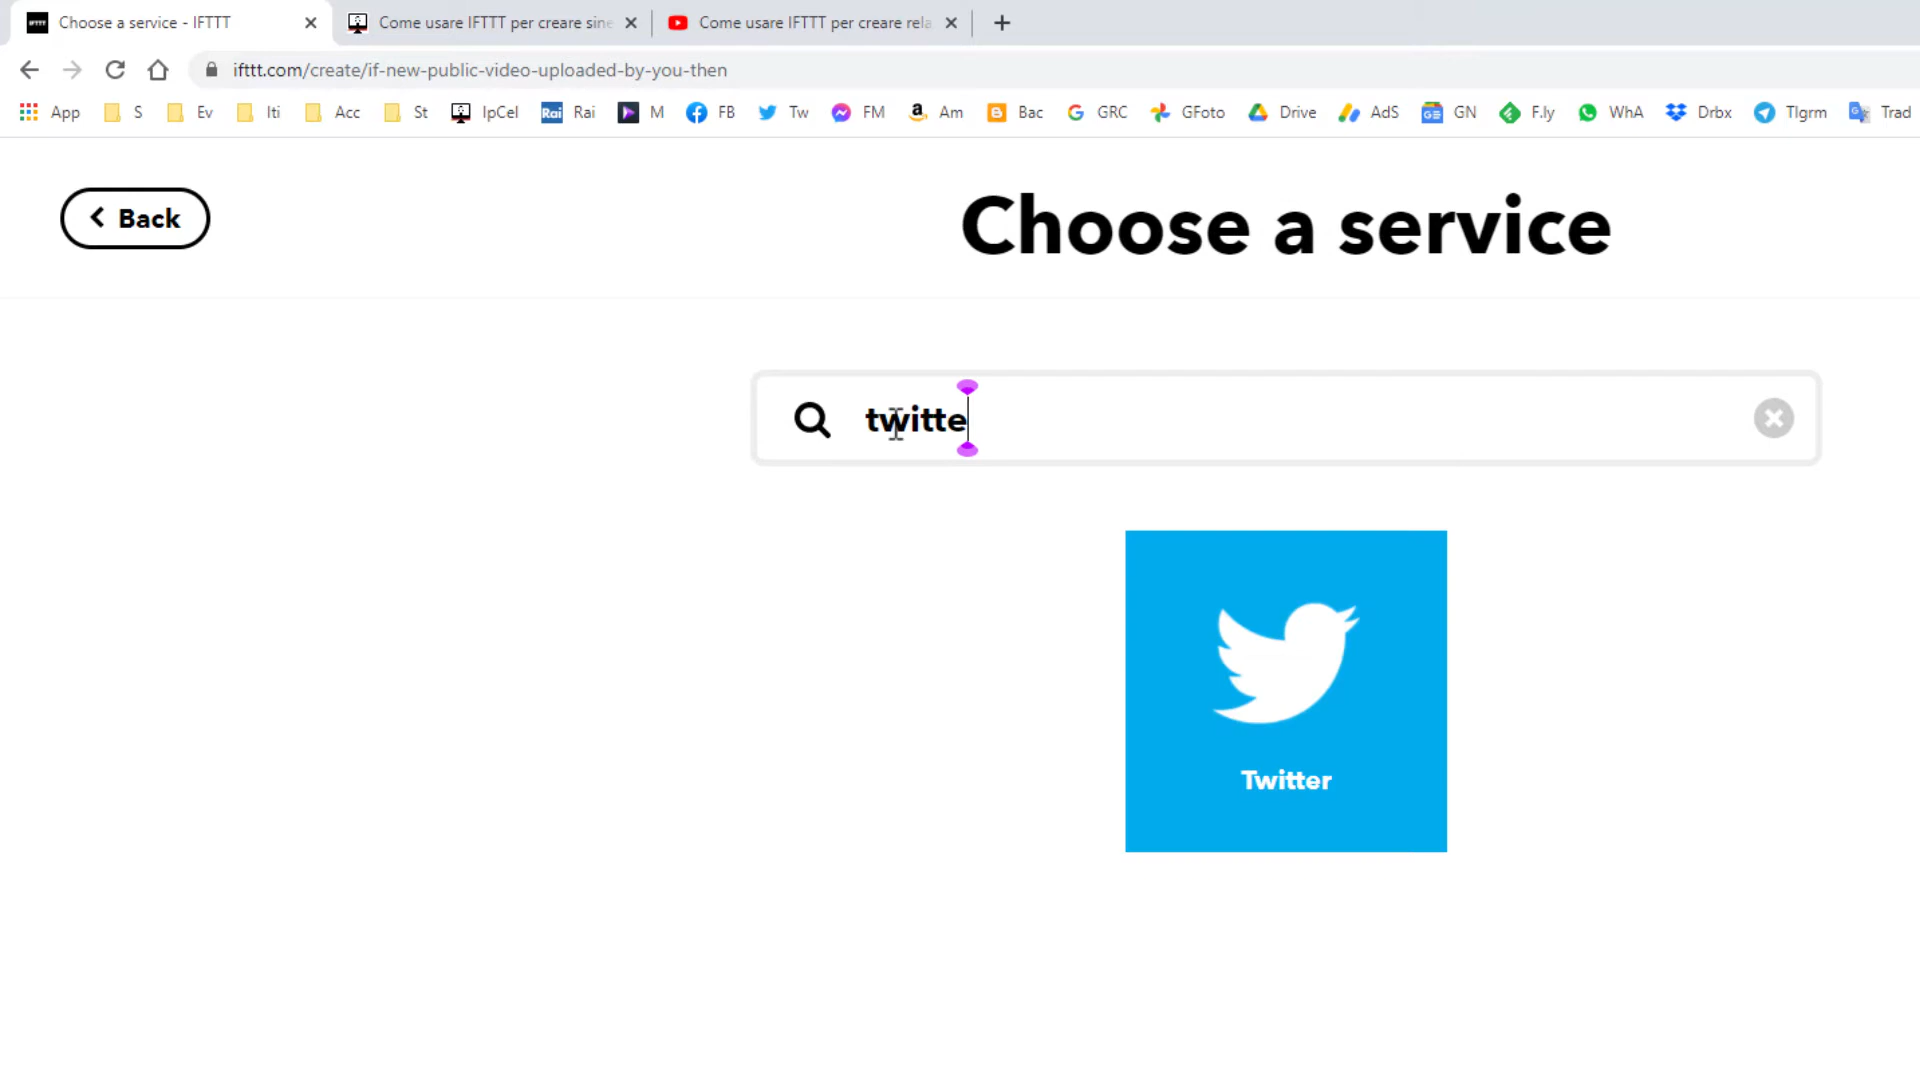 Choose a service - IFTTT
Come usare IFTTT per creare sine
Come usare IFTTT per creare rela
ifttt.com/create/if-new-public-video-uploaded-by-you-then
App S Ev Iti Acc St IpCel Rai Rai M FB Tw FM Am Bac GRC GFoto Drive AdS GN F.ly WhA Drbx Tlgrm Trad
Back
Choose a service
twitte
Twitter